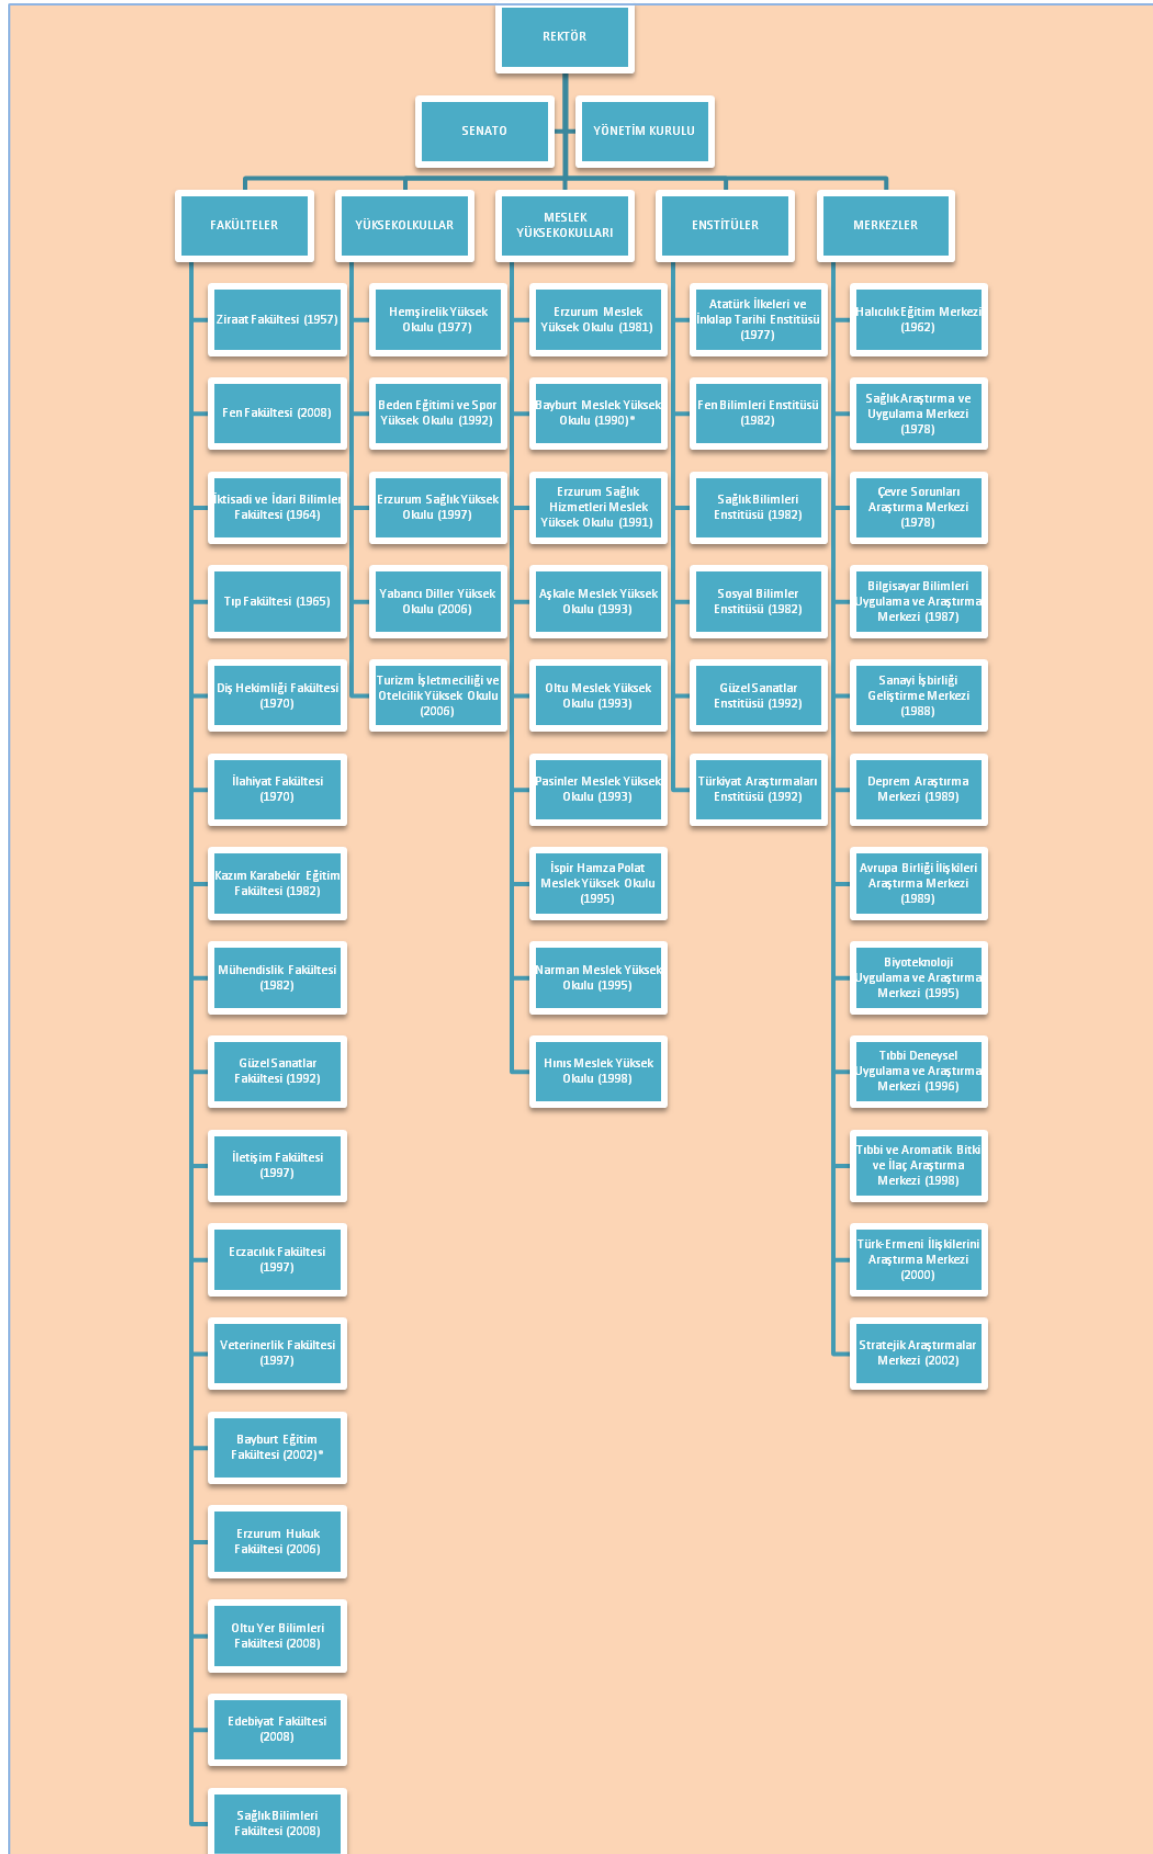 REKTÖR
SENATO
YÖNETİM KURULU
FAKÜLTELER
YÜKSEKOLKULLAR
MESLEK
YÜKSEKOKULLARI
ENSTİTÜLER
MERKEZLER
Ziraat Fakültesi (1957)
Fen Fakültesi (2008)
İktisadi ve İdari Bilimler
Fakültesi (1964)
Tıp Fakültesi (1965)
Diş Hekimliği Fakültesi
(1970)
İlahiyat Fakültesi
(1970)
Kazım Karabekir Eğitim
Fakültesi (1982)
Mühendislik Fakültesi
(1982)
Güzel Sanatlar
Fakültesi (1992)
İletişim Fakültesi
(1997)
Eczacılık Fakültesi
(1997)
Veterinerlik Fakültesi
(1997)
Bayburt Eğitim
Fakültesi (2002)*
Erzurum Hukuk
Fakültesi (2006)
Oltu Yer Bilimleri
Fakültesi (2008)
Edebiyat Fakültesi
(2008)
Sağlık Bilimleri
Fakültesi (2008)
Hemşirelik Yüksek
Okulu (1977)
Beden Eğitimi ve Spor
Yüksek Okulu (1992)
Erzurum Sağlık Yüksek
Okulu (1997)
Yabancı Diller Yüksek
Okulu (2006)
Turizm İşletmeciliği ve
Otelcilik Yüksek Okulu
(2006)
Erzurum Meslek
Yüksek Okulu (1981)
Bayburt Meslek Yüksek
Okulu (1990)*
Erzurum Sağlık
Hizmetleri Meslek
Yüksek Okulu (1991)
Aşkale Meslek Yüksek
Okulu (1993)
Oltu Meslek Yüksek
Okulu (1993)
Pasinler Meslek Yüksek
Okulu (1993)
İspir Hamza Polat
Meslek Yüksek Okulu
(1995)
Narman Meslek Yüksek
Okulu (1995)
Hınıs Meslek Yüksek
Okulu (1998)
Atatürk İlkeleri ve
İnkılap Tarihi Enstitüsü
(1977)
Fen Bilimleri Enstitüsü
(1982)
Sağlık Bilimleri
Enstitüsü (1982)
Sosyal Bilimler
Enstitüsü (1982)
Güzel Sanatlar
Enstitüsü (1992)
Türkiyat Araştırmaları
Enstitüsü (1992)
Halıcılık Eğitim Merkezi
(1962)
Sağlık Araştırma ve
Uygulama Merkezi
(1978)
Çevre Sorunları
Araştırma Merkezi
(1978)
Bilgisayar Bilimleri
Uygulama ve Araştırma
Merkezi (1987)
Sanayi İşbirliği
Geliştirme Merkezi
(1988)
Deprem Araştırma
Merkezi (1989)
Avrupa Birliği İlişkileri
Araştırma Merkezi
(1989)
Biyoteknoloji
Uygulama ve Araştırma
Merkezi (1995)
Tıbbi Deneysel
Uygulama ve Araştırma
Merkezi (1996)
Tıbbi ve Aromatik Bitki
ve İlaç Araştırma
Merkezi (1998)
Türk-Ermeni İlişkilerini
Araştırma Merkezi
(2000)
Stratejik Araştırmalar
Merkezi (2002)